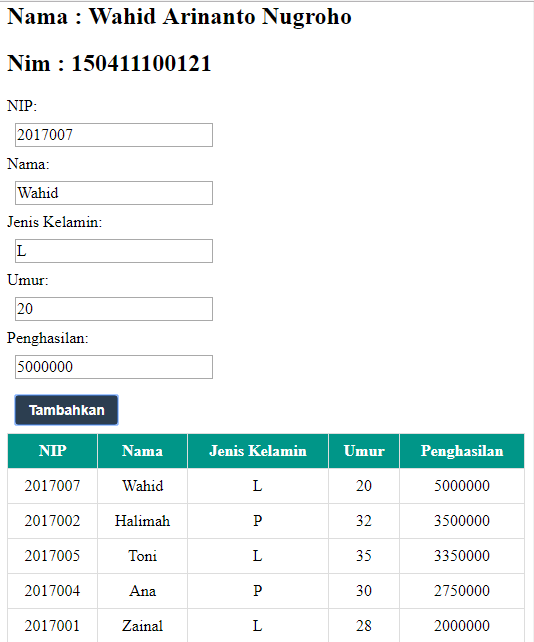 Nama : Wahid Arinanto Nugroho
Nim : 150411100121
NIP:
2017007
Nama:
Wahid
Jenis Kelamin:
L
Umur:
20
Penghasilan:
5000000
Tambahkan
NIP Nama Jenis Kelamin Umur Penghasilan
2017007 Wahid L 20 5000000
2017002 Halimah P 32 3500000
2017005 Toni L 35 3350000
2017004 Ana P 30 2750000
2017001 Zainal L 28 2000000